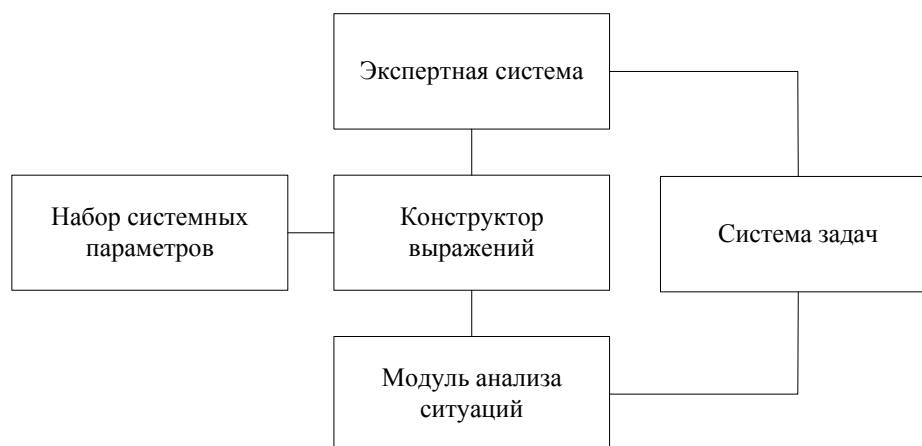 Экспертная система
Набор системных
параметров
Конструктор
выражений
Система задач
Модуль анализа
ситуаций